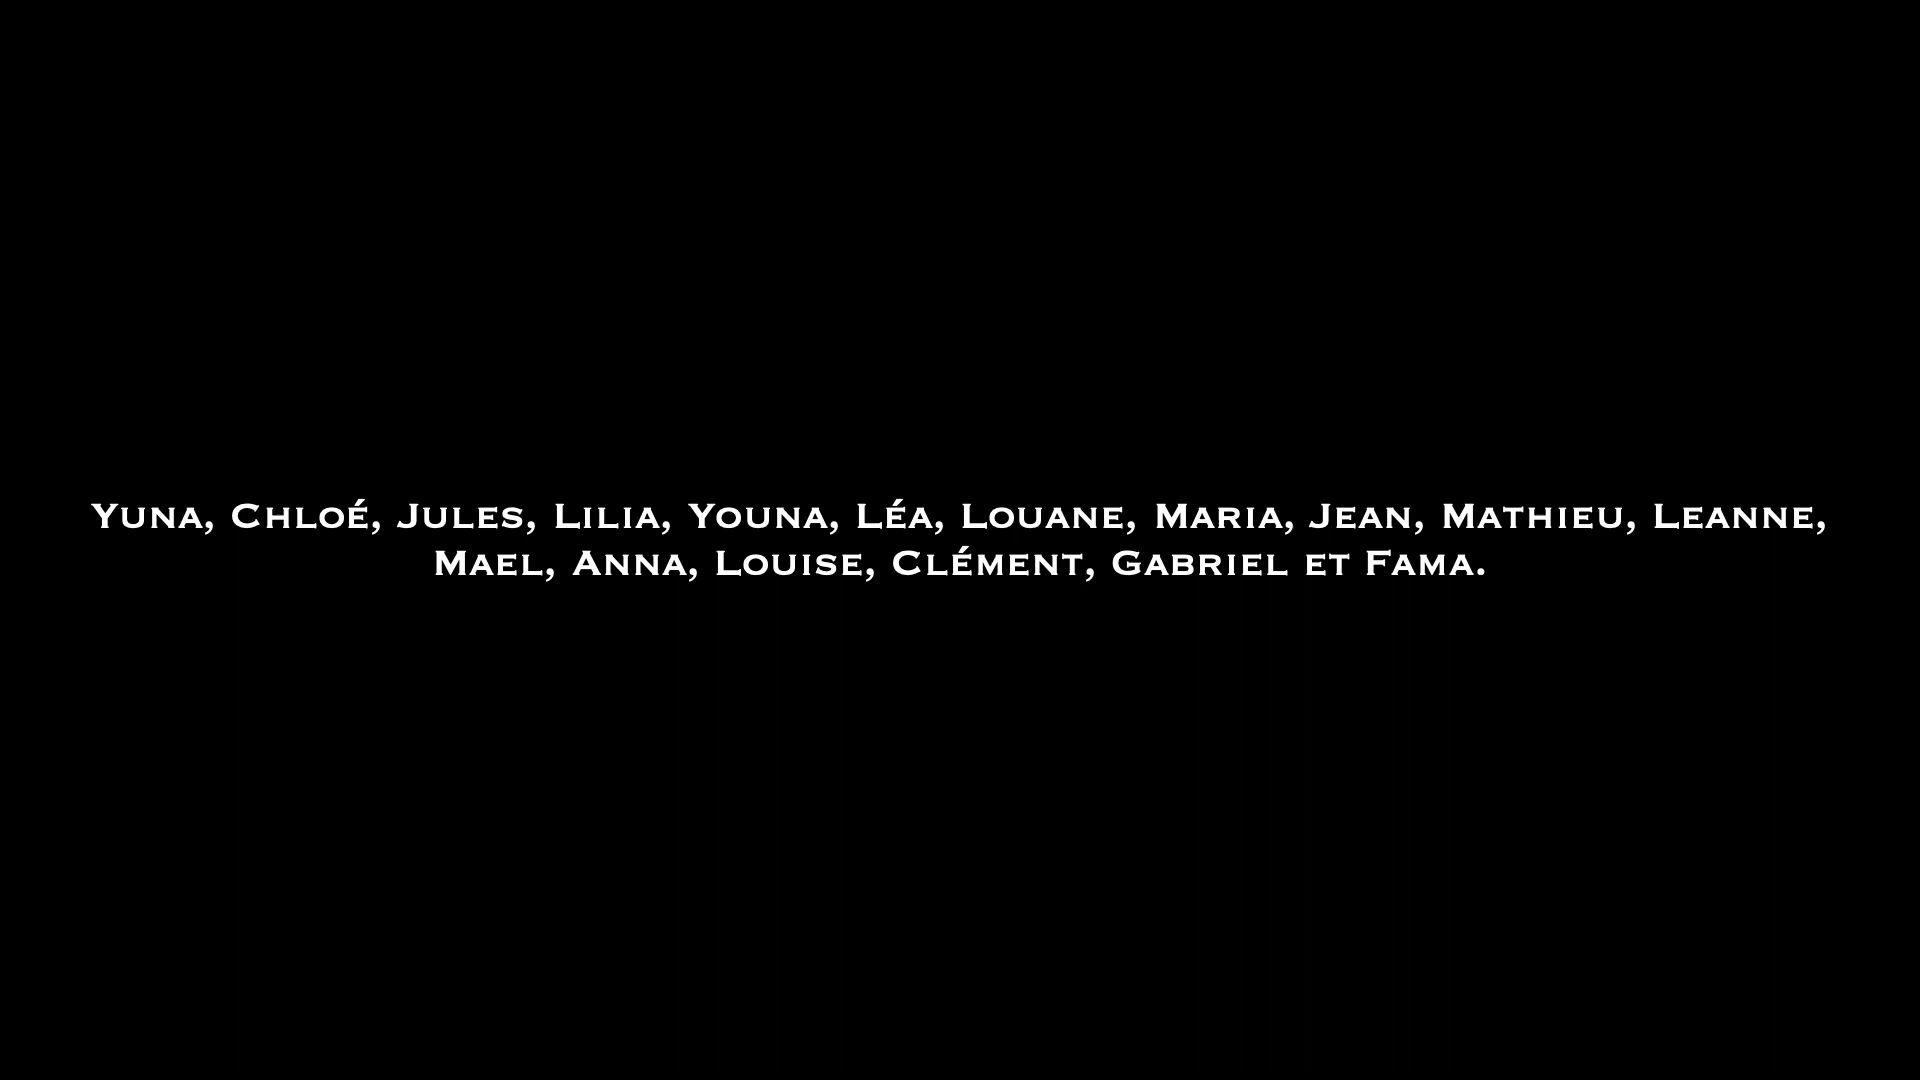 Yuna, Chloé, Jules, Lilia, Youna, Léa, Louane, Maria, Jean, Mathieu, Leanne,
Mael, Anna, Louise, Clément, Gabriel et Fama.